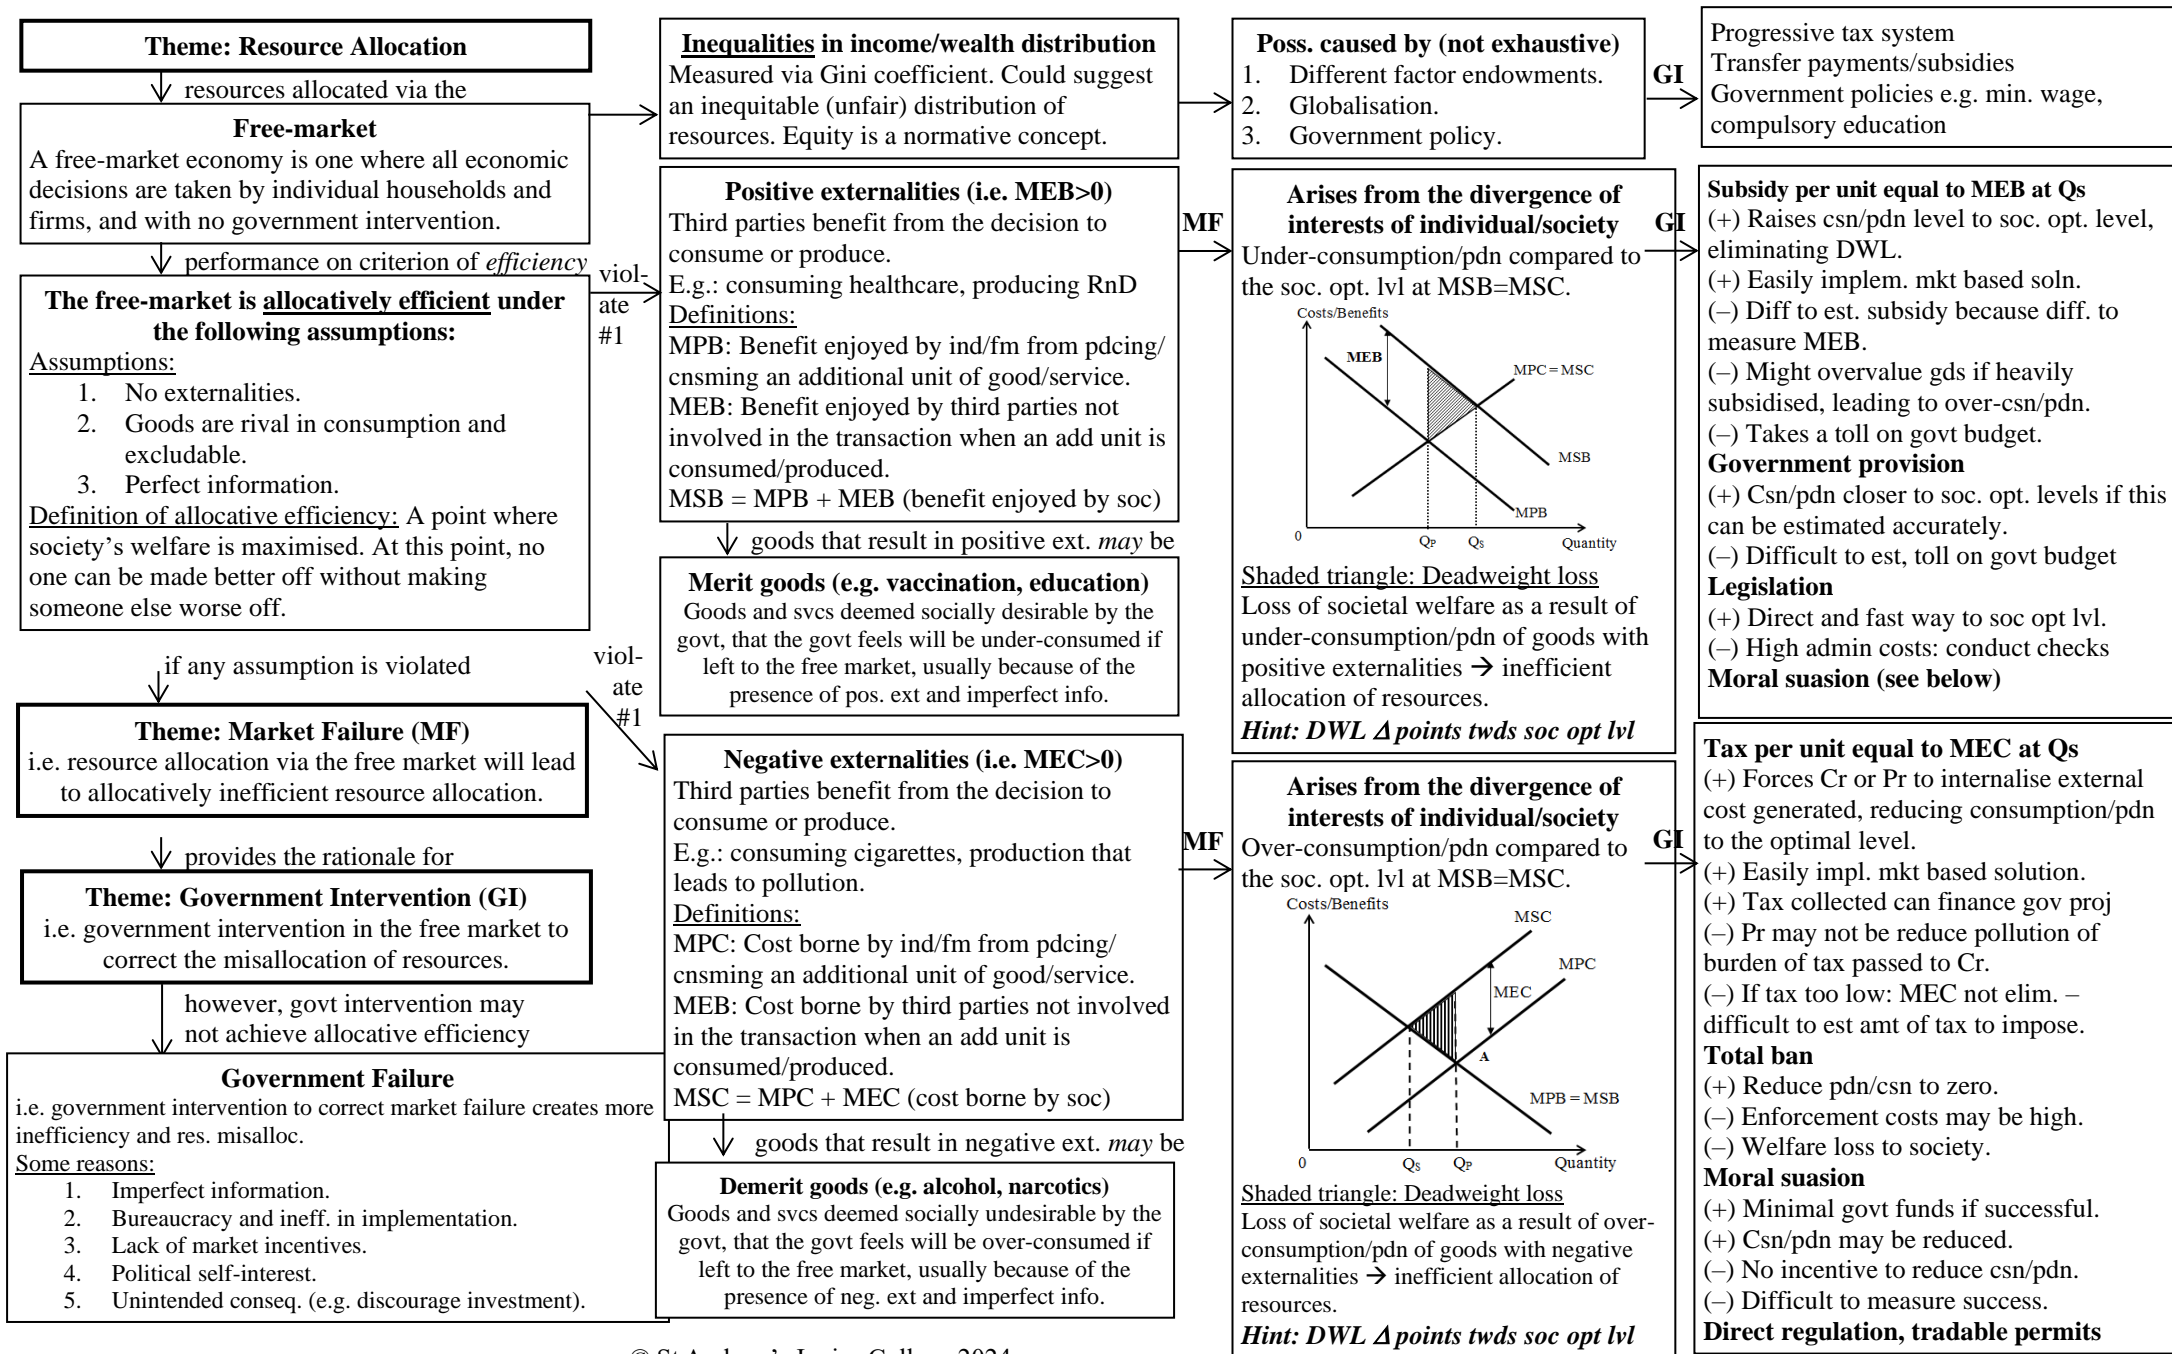 Theme: Resource Allocation
resources allocated via the
Free-market
A free-market economy is one where all economic
decisions are taken by individual households and
firms, and with no government intervention.
performance on criterion of efficiency
The free-market is allocatively efficient under
the following assumptions:
Assumptions:
1. No externalities.
2. Goods are rival in consumption and
excludable.
3. Perfect information.
Definition of allocative efficiency: A point where
society's welfare is maximised. At this point, no
one can be made better off without making
someone else worse off.
if any assumption is violated
Theme: Market Failure (MF)
i.e. resource allocation via the free market will lead
to allocatively inefficient resource allocation.
provides the rationale for
Theme: Government Intervention (GI)
i.e. government intervention in the free market to
correct the misallocation of resources.
however, govt intervention may
not achieve allocative efficiency
Government Failure
i.e. government intervention to correct market failure creates more
inefficiency and res. misalloc.
Some reasons:
1. Imperfect information.
2. Bureaucracy and ineff. in implementation.
3. Lack of market incentives.
4. Political self-interest.
5. Unintended conseq. (e.g. discourage investment).
viol-
ate
#1
viol-
ate
#1
Inequalities in income/wealth distribution
Measured via Gini coefficient. Could suggest
an inequitable (unfair) distribution of
resources. Equity is a normative concept.
Positive externalities (i.e. MEB>0)
Third parties benefit from the decision to
consume or produce.
E.g.: consuming healthcare, producing RnD
Definitions:
MPB: Benefit enjoyed by ind/fm from pdcing/
cnsming an additional unit of good/service.
MEB: Benefit enjoyed by third parties not
involved in the transaction when an add unit is
consumed/produced.
MSB = MPB + MEB (benefit enjoyed by soc)
goods that result in positive ext. may be
Merit goods (e.g. vaccination, education)
Goods and svcs deemed socially desirable by the
govt, that the govt feels will be under-consumed if
left to the free market, usually because of the
presence of pos. ext and imperfect info.
Negative externalities (i.e. MEC>0)
Third parties benefit from the decision to
consume or produce.
E.g.: consuming cigarettes, production that
leads to pollution.
Definitions:
MPC: Cost borne by ind/fm from pdcing/
cnsming an additional unit of good/service.
MEB: Cost borne by third parties not involved
in the transaction when an add unit is
consumed/produced.
MSC = MPC + MEC (cost borne by soc)
goods that result in negative ext. may be
Demerit goods (e.g. alcohol, narcotics)
Goods and svcs deemed socially undesirable by the
govt, that the govt feels will be over-consumed if
left to the free market, usually because of the
presence of neg. ext and imperfect info.
MF
MF
Poss. caused by (not exhaustive)
1. Different factor endowments.
2. Globalisation.
3. Government policy.
Arises from the divergence of
interests of individual/society
Under-consumption/pdn compared to
the soc. opt. lvl at MSB=MSC.
Costs/Benefits
MEB
MPC = MSC
MSB
MPB
0
QP
QS
Quantity
Shaded triangle: Deadweight loss
Loss of societal welfare as a result of
under-consumption/pdn of goods with
positive externalities → inefficient
allocation of resources.
Hint: DWL Δ points twds soc opt lvl
Arises from the divergence of
interests of individual/society
Over-consumption/pdn compared to
the soc. opt. lvl at MSB=MSC.
Costs/Benefits
MSC
MPC
MEC
A
MPB = MSB
0
QS
QP
Quantity
Shaded triangle: Deadweight loss
Loss of societal welfare as a result of over-
consumption/pdn of goods with negative
externalities → inefficient allocation of
resources.
Hint: DWL Δ points twds soc opt lvl
GI
GI
GI
Progressive tax system
Transfer payments/subsidies
Government policies e.g. min. wage,
compulsory education
Subsidy per unit equal to MEB at Qs
(+) Raises csn/pdn level to soc. opt. level,
eliminating DWL.
(+) Easily implem. mkt based soln.
(–) Diff to est. subsidy because diff. to
measure MEB.
(–) Might overvalue gds if heavily
subsidised, leading to over-csn/pdn.
(–) Takes a toll on govt budget.
Government provision
(+) Csn/pdn closer to soc. opt. levels if this
can be estimated accurately.
(–) Difficult to est, toll on govt budget
Legislation
(+) Direct and fast way to soc opt lvl.
(–) High admin costs: conduct checks
Moral suasion (see below)
Tax per unit equal to MEC at Qs
(+) Forces Cr or Pr to internalise external
cost generated, reducing consumption/pdn
to the optimal level.
(+) Easily impl. mkt based solution.
(+) Tax collected can finance gov proj
(–) Pr may not be reduce pollution of
burden of tax passed to Cr.
(–) If tax too low: MEC not elim. –
difficult to est amt of tax to impose.
Total ban
(+) Reduce pdn/csn to zero.
(–) Enforcement costs may be high.
(–) Welfare loss to society.
Moral suasion
(+) Minimal govt funds if successful.
(+) Csn/pdn may be reduced.
(–) No incentive to reduce csn/pdn.
(–) Difficult to measure success.
Direct regulation, tradable permits